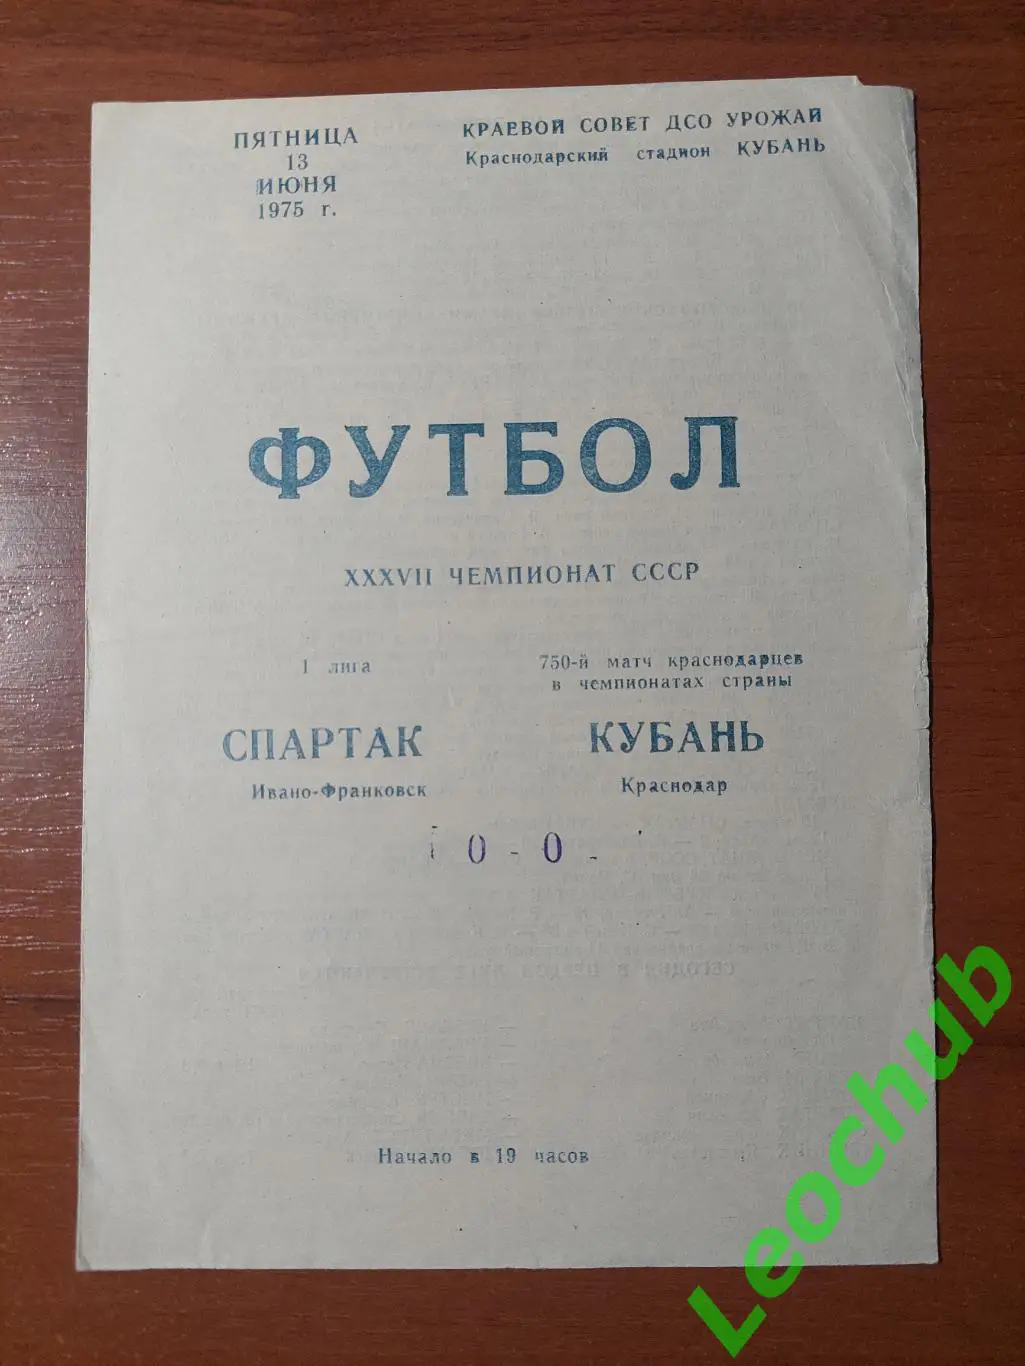 ПЯТНИЦА
13
ИЮНЯ
1975 г.
КРАЕВОЙ СОВЕТ ДСО УРОЖАЙ
Краснодарский стадион КУБАНЬ
ФУТБОЛ
XXXVII ЧЕМПИОНАТ СССР
1 лига
750-й матч краснодарцев
в чемпионатах страны
СПАРТАК
Ивано-Франковск
КУБАНЬ
Краснодар
0 - 0
Начало в 19 часов
Leochub